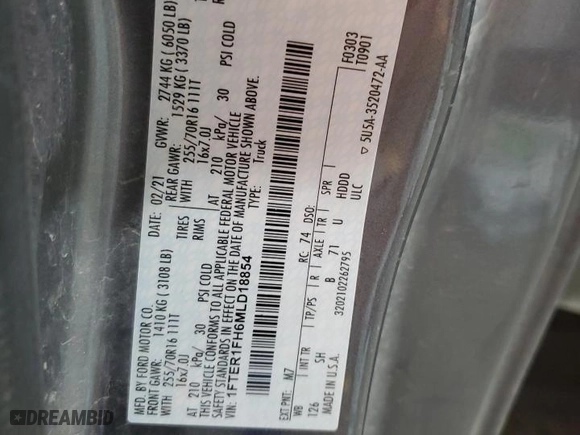 MFD. BY FORD MOTOR CO.
DATE: 02/21 GVWR: 2744 KG ( 6050 LB)
FRONT GAWR: 1410 KG ( 3108 LB) REAR GAWR: 1529 KG ( 3370 LB)
WITH 255/70R16 111T TIRES WITH 255/70R16 111T
16x7.0J RIMS 16x7.0J
AT 210 kPa/ 30 PSI COLD AT 210 kPa/ 30 PSI COLD
THIS VEHICLE CONFORMS TO ALL APPLICABLE FEDERAL MOTOR VEHICLE
SAFETY STANDARDS IN EFFECT ON THE DATE OF MANUFACTURE SHOWN ABOVE.
VIN: 1FTER1FH6MLD18854 TYPE: Truck
F0303
T0901
EXT PNT: M7 RC: 74 DSO:
WB INT TR TP/PS R AXLE TR SPR
126 SH B 71 U HDDD
MADE IN U.S.A. ULC
3202102262795
5U5A-3520472-AA
DREAMBID